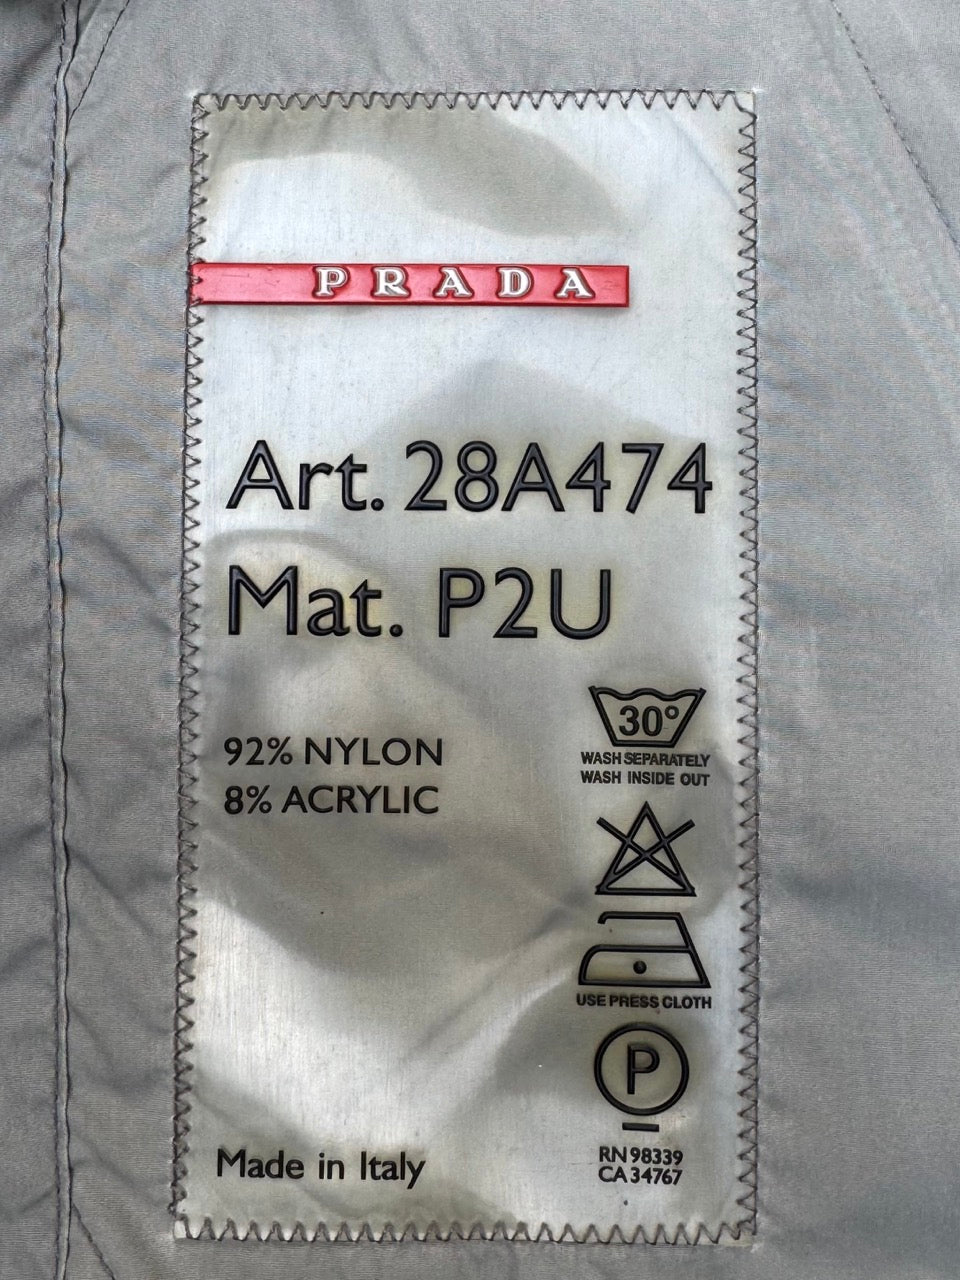 PRADA
Art. 28A474
Mat. P2U
92% NYLON
8% ACRYLIC
30°
WASH SEPARATELY
WASH INSIDE OUT
USE PRESS CLOTH
P
RN 98339
CA 34767
Made in Italy